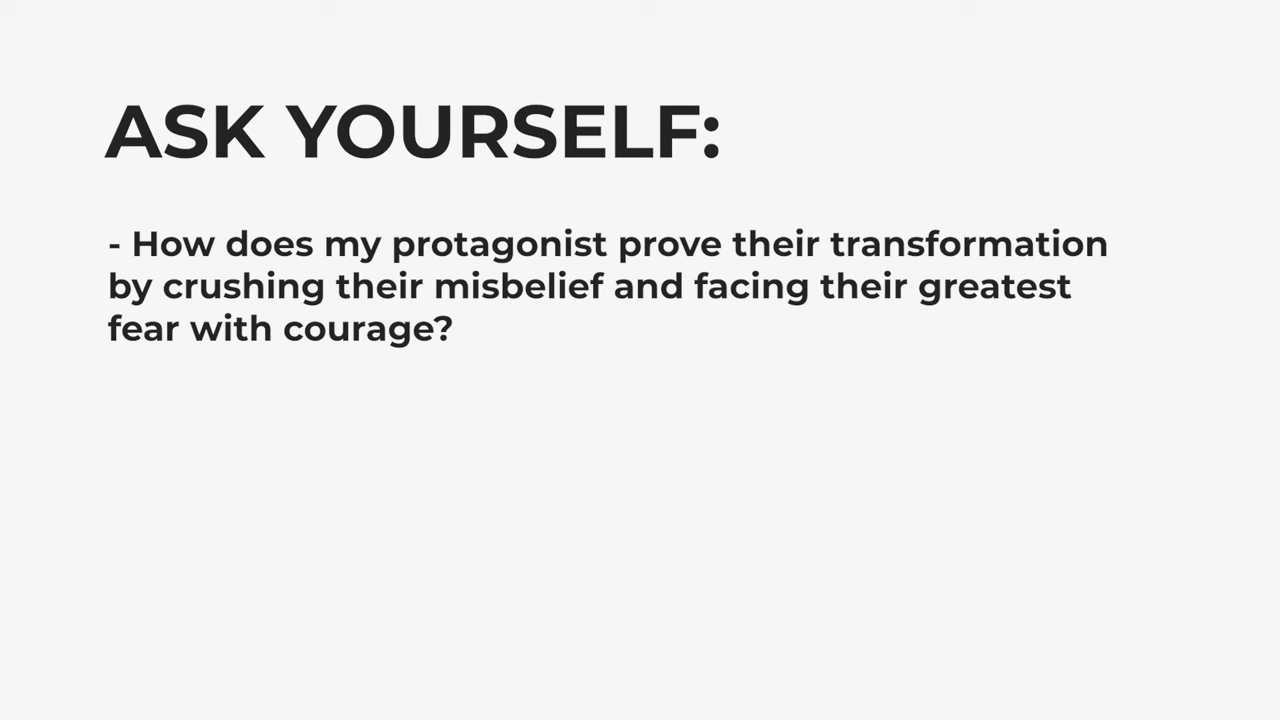 ASK YOURSELF:
- How does my protagonist prove their transformation
by crushing their misbelief and facing their greatest
fear with courage?